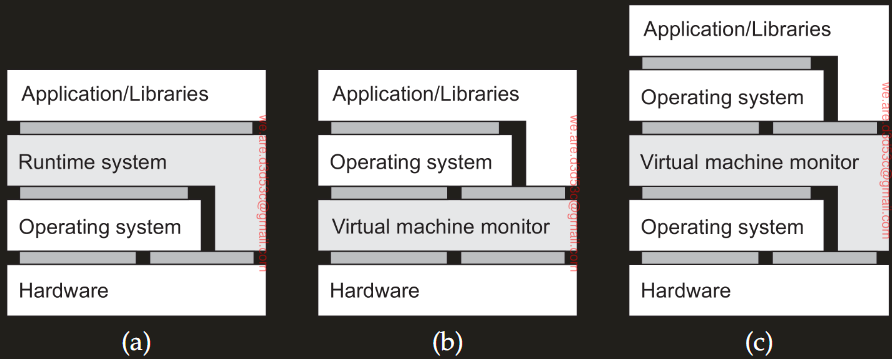 Application/Libraries
Runtime system
Operating system
Hardware
(a)
Application/Libraries
Operating system
Virtual machine monitor
Hardware
(b)
Application/Libraries
Operating system
Virtual machine monitor
Operating system
Hardware
(c)